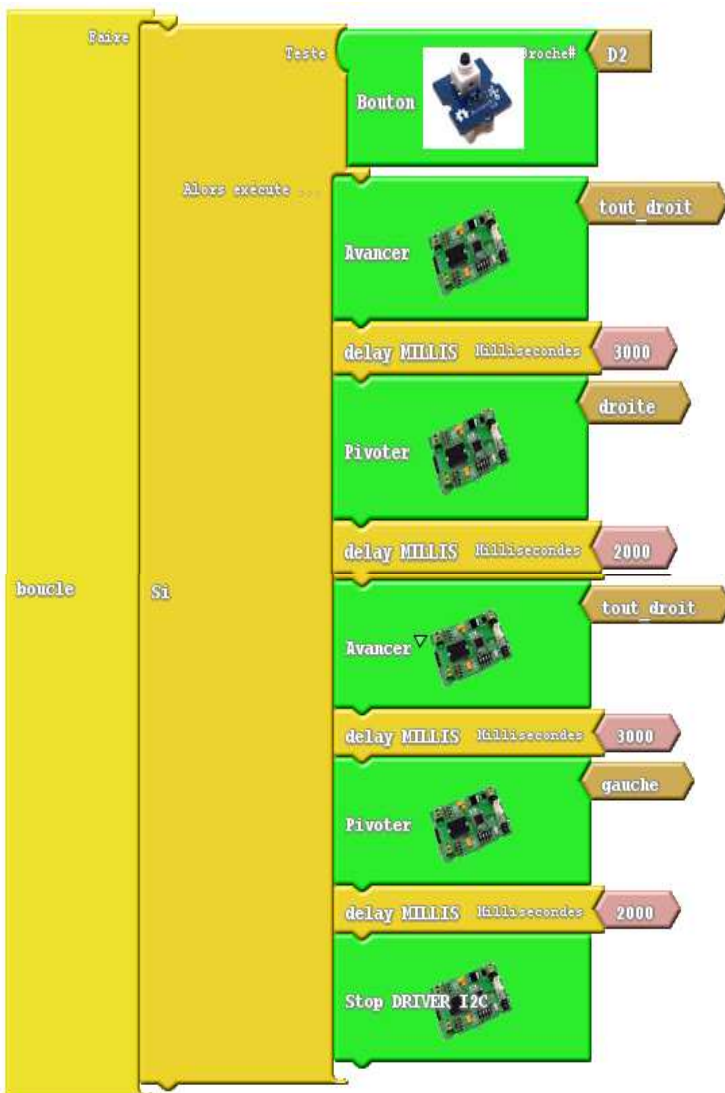 Faire
Teste
Broche#
D2
Bouton
Alors exécute ...
tout_droit
Avancer
delay MILLIS Millisecondes 3000
droite
Pivoter
delay MILLIS Millisecondes 2000
boucle
Si
tout_droit
Avancer
delay MILLIS Millisecondes 3000
gauche
Pivoter
delay MILLIS Millisecondes 2000
Stop DRIVER I2C